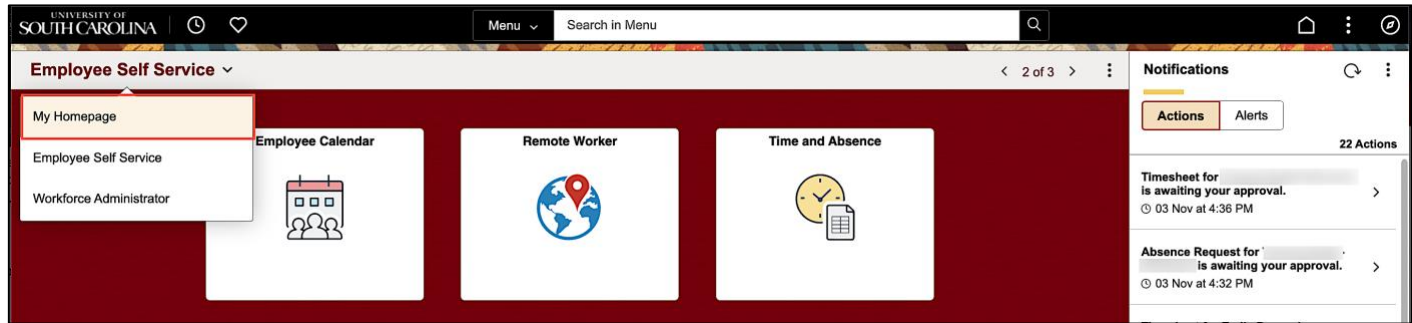 UNIVERSITY OF
SOUTH CAROLINA
Menu
Search in Menu
Employee Self Service
2 of 3
My Homepage
Employee Self Service
Workforce Administrator
Employee Calendar
Remote Worker
Time and Absence
Notifications
Actions
Alerts
22 Actions
Timesheet for
is awaiting your approval.
03 Nov at 4:36 PM
Absence Request for
is awaiting your approval.
03 Nov at 4:32 PM